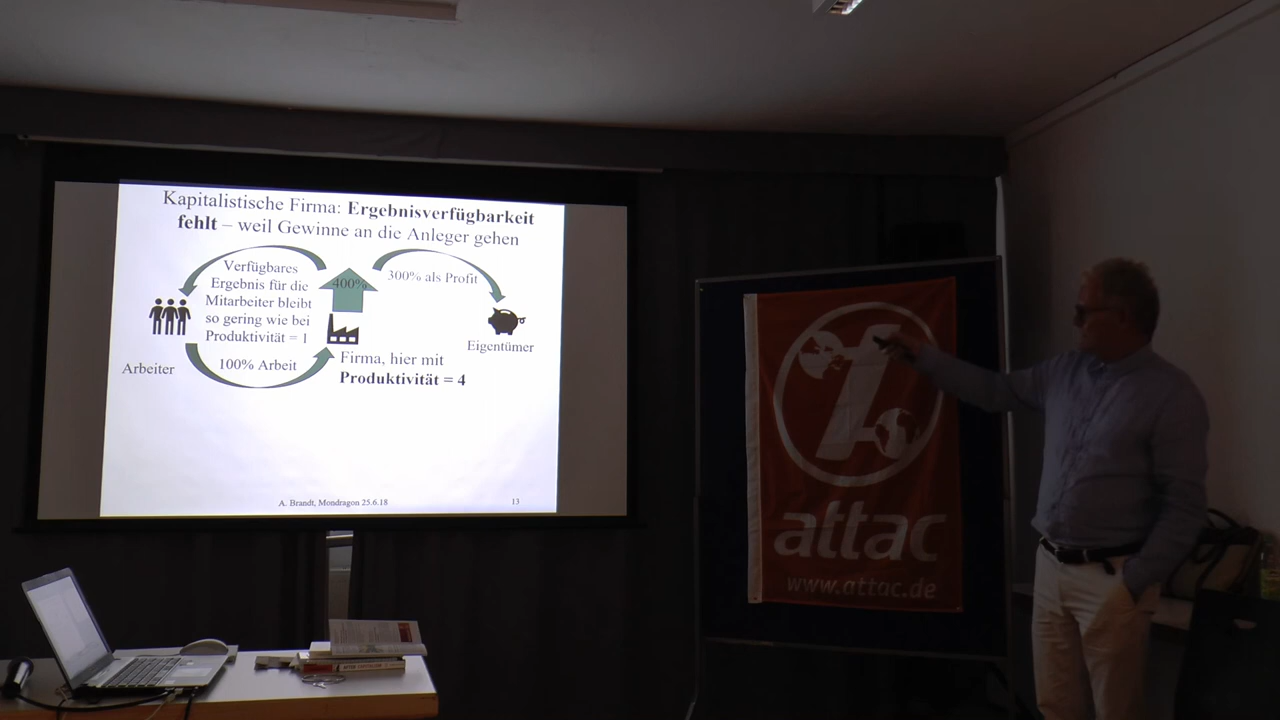 Kapitalistische Firma: Ergebnisverfügbarkeit
fehlt – weil Gewinne an die Anleger gehen
Verfügbares
Ergebnis für die
Mitarbeiter bleibt
so gering wie bei
Produktivität = 1
400%
300% als Profit
Eigentümer
Arbeiter
100% Arbeit
Firma, hier mit
Produktivität = 4
A. Brandt, Mondragon 25.6.18
13
attac
www.attac.de